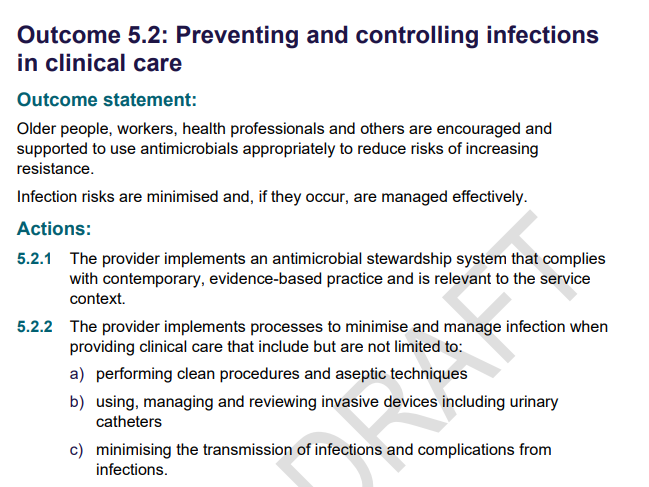 Outcome 5.2: Preventing and controlling infections
in clinical care
Outcome statement:
Older people, workers, health professionals and others are encouraged and
supported to use antimicrobials appropriately to reduce risks of increasing
resistance.
Infection risks are minimised and, if they occur, are managed effectively.
Actions:
5.2.1 The provider implements an antimicrobial stewardship system that complies
with contemporary, evidence-based practice and is relevant to the service
context.
5.2.2 The provider implements processes to minimise and manage infection when
providing clinical care that include but are not limited to:
a) performing clean procedures and aseptic techniques
b) using, managing and reviewing invasive devices including urinary
catheters
c) minimising the transmission of infections and complications from
infections.
DRAFT